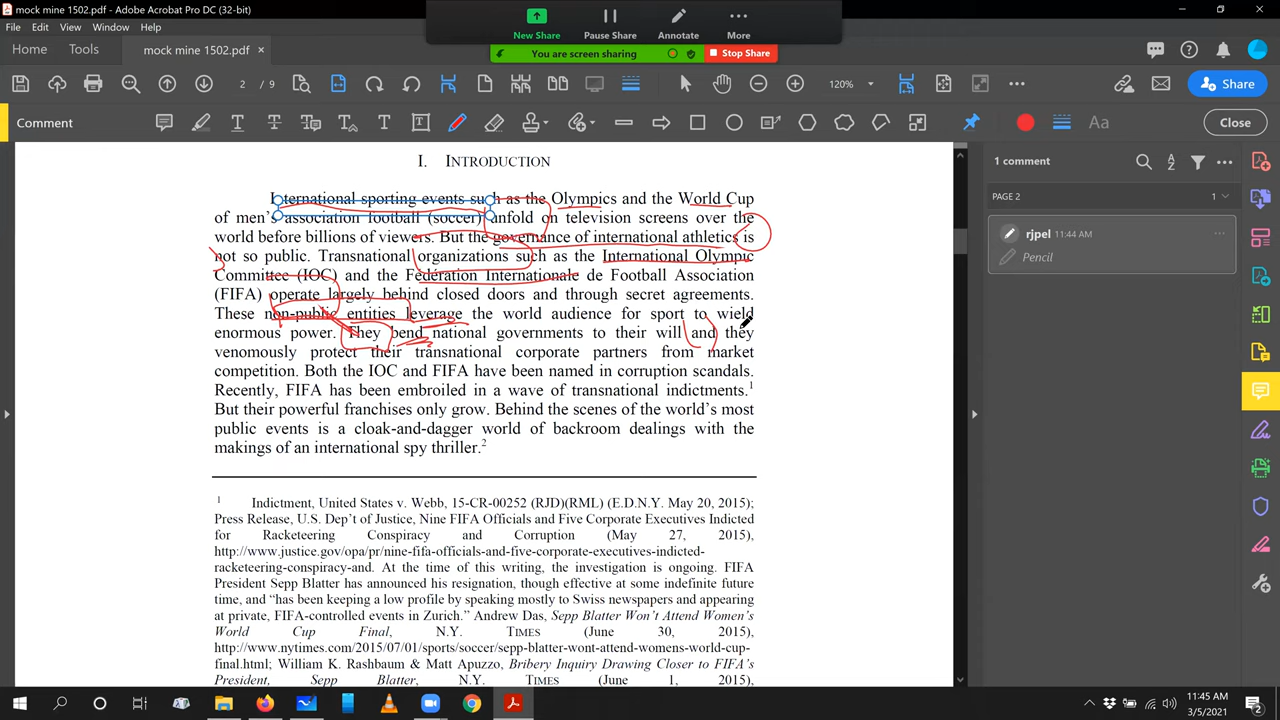 mock mine 1502.pdf - Adobe Acrobat Pro DC (32-bit)
File Edit View Window Help
New Share Pause Share Annotate More
You are screen sharing Stop Share
Home Tools mock mine 1502.pdf ×
2 / 9 120% Share
Comment Aa Close
I. INTRODUCTION
International sporting events such as the Olympics and the World Cup
of men's association football (soccer) unfold on television screens over the
world before billions of viewers. But the governance of international athletics is
not so public. Transnational organizations such as the International Olympic
Committee (IOC) and the Federation Internationale de Football Association
(FIFA) operate largely behind closed doors and through secret agreements.
These non-public entities leverage the world audience for sport to wield
enormous power. They bend national governments to their will and they
venomously protect their transnational corporate partners from market
competition. Both the IOC and FIFA have been named in corruption scandals.
Recently, FIFA has been embroiled in a wave of transnational indictments.1
But their powerful franchises only grow. Behind the scenes of the world's most
public events is a cloak-and-dagger world of backroom dealings with the
makings of an international spy thriller.2
1 Indictment, United States v. Webb, 15-CR-00252 (RJD)(RML) (E.D.N.Y. May 20, 2015);
Press Release, U.S. Dep't of Justice, Nine FIFA Officials and Five Corporate Executives Indicted
for Racketeering Conspiracy and Corruption (May 27, 2015),
http://www.justice.gov/opa/pr/nine-fifa-officials-and-five-corporate-executives-indicted-
racketeering-conspiracy-and. At the time of this writing, the investigation is ongoing. FIFA
President Sepp Blatter has announced his resignation, though effective at some indefinite future
time, and “has been keeping a low profile by speaking mostly to Swiss newspapers and appearing
at private, FIFA-controlled events in Zurich.” Andrew Das, Sepp Blatter Won't Attend Women's
World Cup Final, N.Y. TIMES (June 30, 2015),
http://www.nytimes.com/2015/07/01/sports/soccer/sepp-blatter-wont-attend-womens-world-cup-
final.html; William K. Rashbaum & Matt Apuzzo, Bribery Inquiry Drawing Closer to FIFA's
President, Sepp Blatter, N.Y. TIMES (June 1, 2015),
1 comment
PAGE 2 1
rjpel 11:44 AM
Pencil
11:45 AM
3/5/2021
2